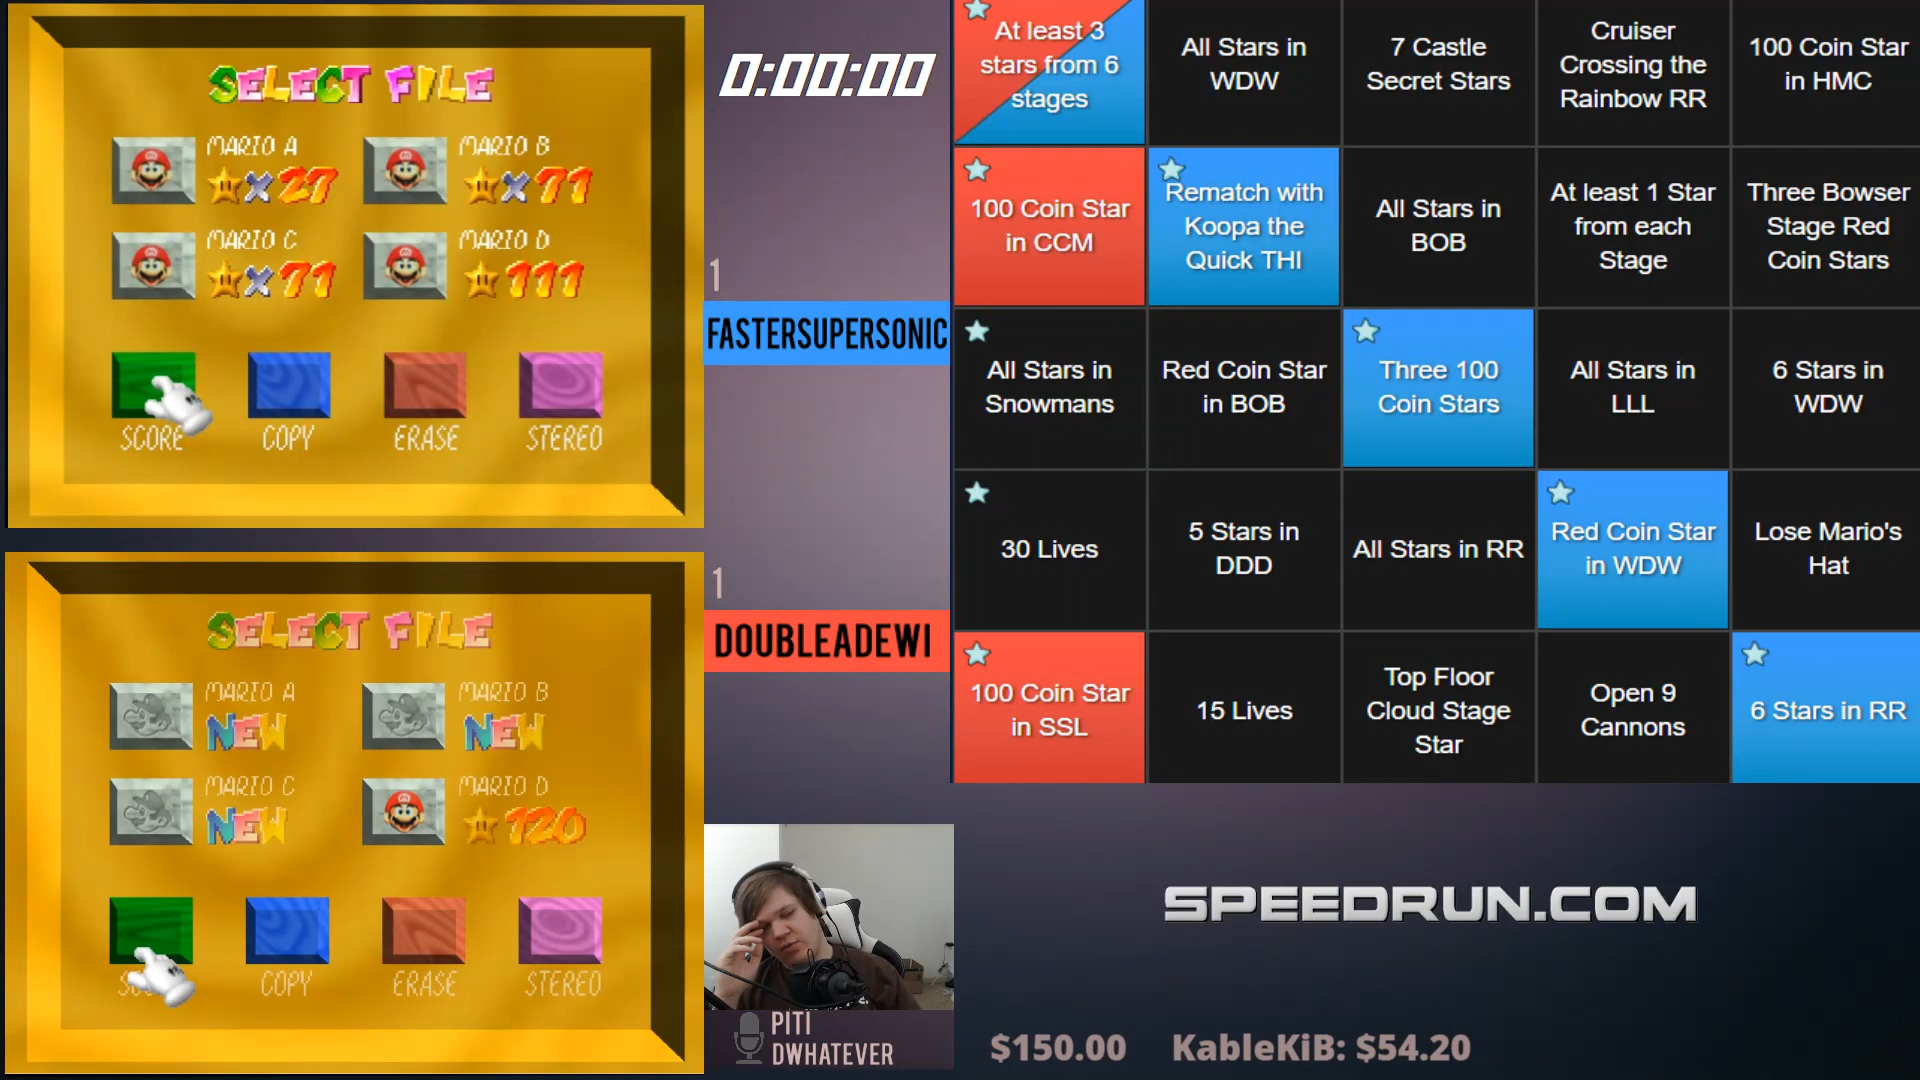 SELECT FILE
MARIO A
x27
MARIO B
x71
MARIO C
x71
MARIO D
111
SCORE
COPY
ERASE
STEREO
SELECT FILE
MARIO A
NEW
MARIO B
NEW
MARIO C
NEW
MARIO D
120
SCORE
COPY
ERASE
STEREO
0:00:00
1
FASTERSUPERSONIC
1
DOUBLEADEWI
PITI
DWHATEVER
At least 3
stars from 6
stages
All Stars in
WDW
7 Castle
Secret Stars
Cruiser
Crossing the
Rainbow RR
100 Coin Star
in HMC
100 Coin Star
in CCM
Rematch with
Koopa the
Quick THI
All Stars in
BOB
At least 1 Star
from each
Stage
Three Bowser
Stage Red
Coin Stars
All Stars in
Snowmans
Red Coin Star
in BOB
Three 100
Coin Stars
All Stars in
LLL
6 Stars in
WDW
30 Lives
5 Stars in
DDD
All Stars in RR
Red Coin Star
in WDW
Lose Mario's
Hat
100 Coin Star
in SSL
15 Lives
Top Floor
Cloud Stage
Star
Open 9
Cannons
6 Stars in RR
SPEEDRUN.COM
$150.00
KableKiB: $54.20